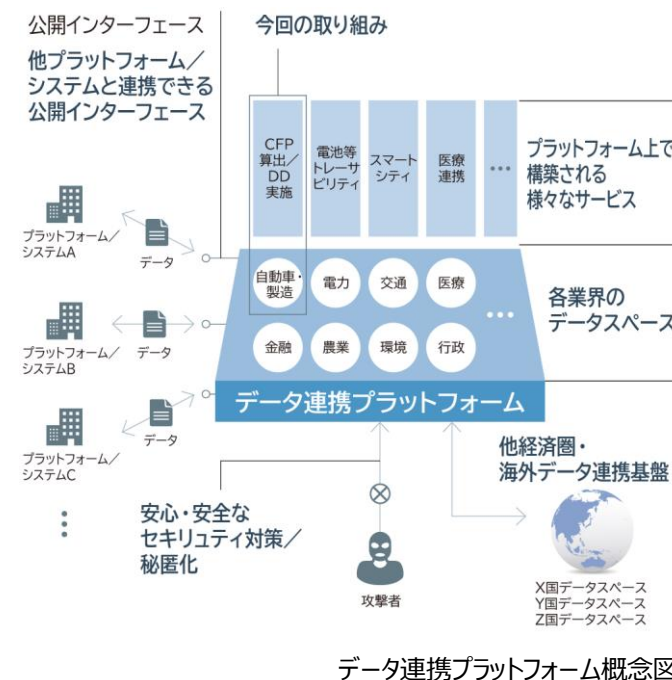 公開インターフェース
他プラットフォーム／
システムと連携できる
公開インターフェース
今回の取り組み
CFP
算出／
DD
実施
電池等
トレーサ
ビリティ
スマート
シティ
医療
連携
…
プラットフォーム上で
構築される
様々なサービス
プラットフォーム／
システムA
データ
プラットフォーム／
システムB
データ
プラットフォーム／
システムC
データ
自動車・
製造
電力
交通
医療
…
金融
農業
環境
行政
各業界の
データスペース
データ連携プラットフォーム
安心・安全な
セキュリティ対策／
秘匿化
攻撃者
他経済圏・
海外データ連携基盤
X国データスペース
Y国データスペース
Z国データスペース
データ連携プラットフォーム概念図